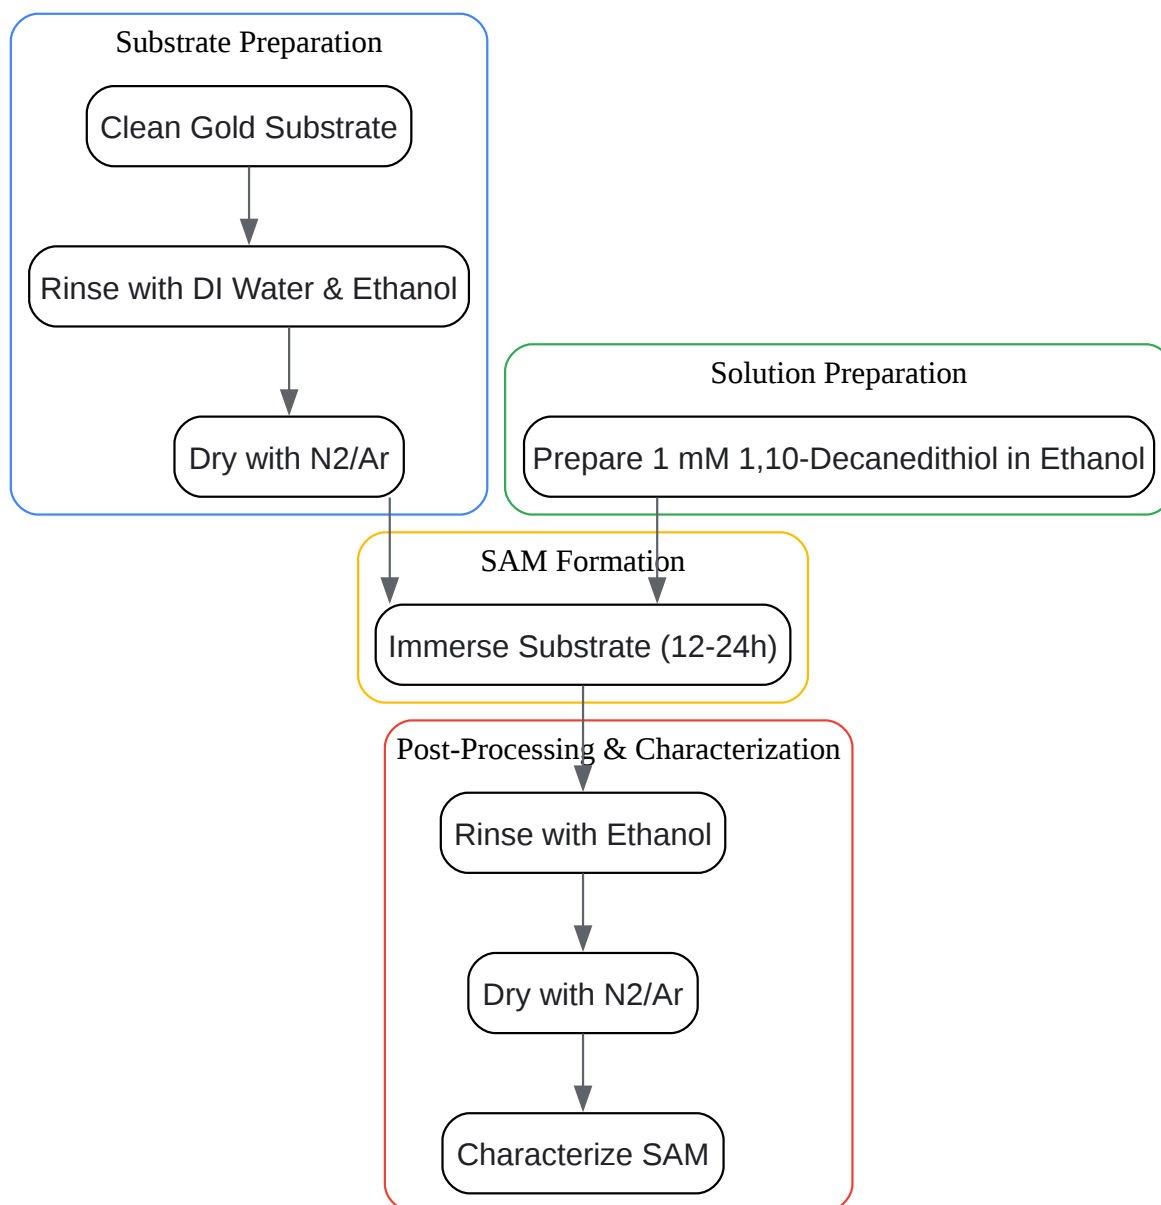 Substrate Preparation
Clean Gold Substrate
Rinse with DI Water & Ethanol
Dry with N2/Ar
Solution Preparation
Prepare 1 mM 1,10-Decanedithiol in Ethanol
SAM Formation
Immerse Substrate (12-24h)
Post-Processing & Characterization
Rinse with Ethanol
Dry with N2/Ar
Characterize SAM